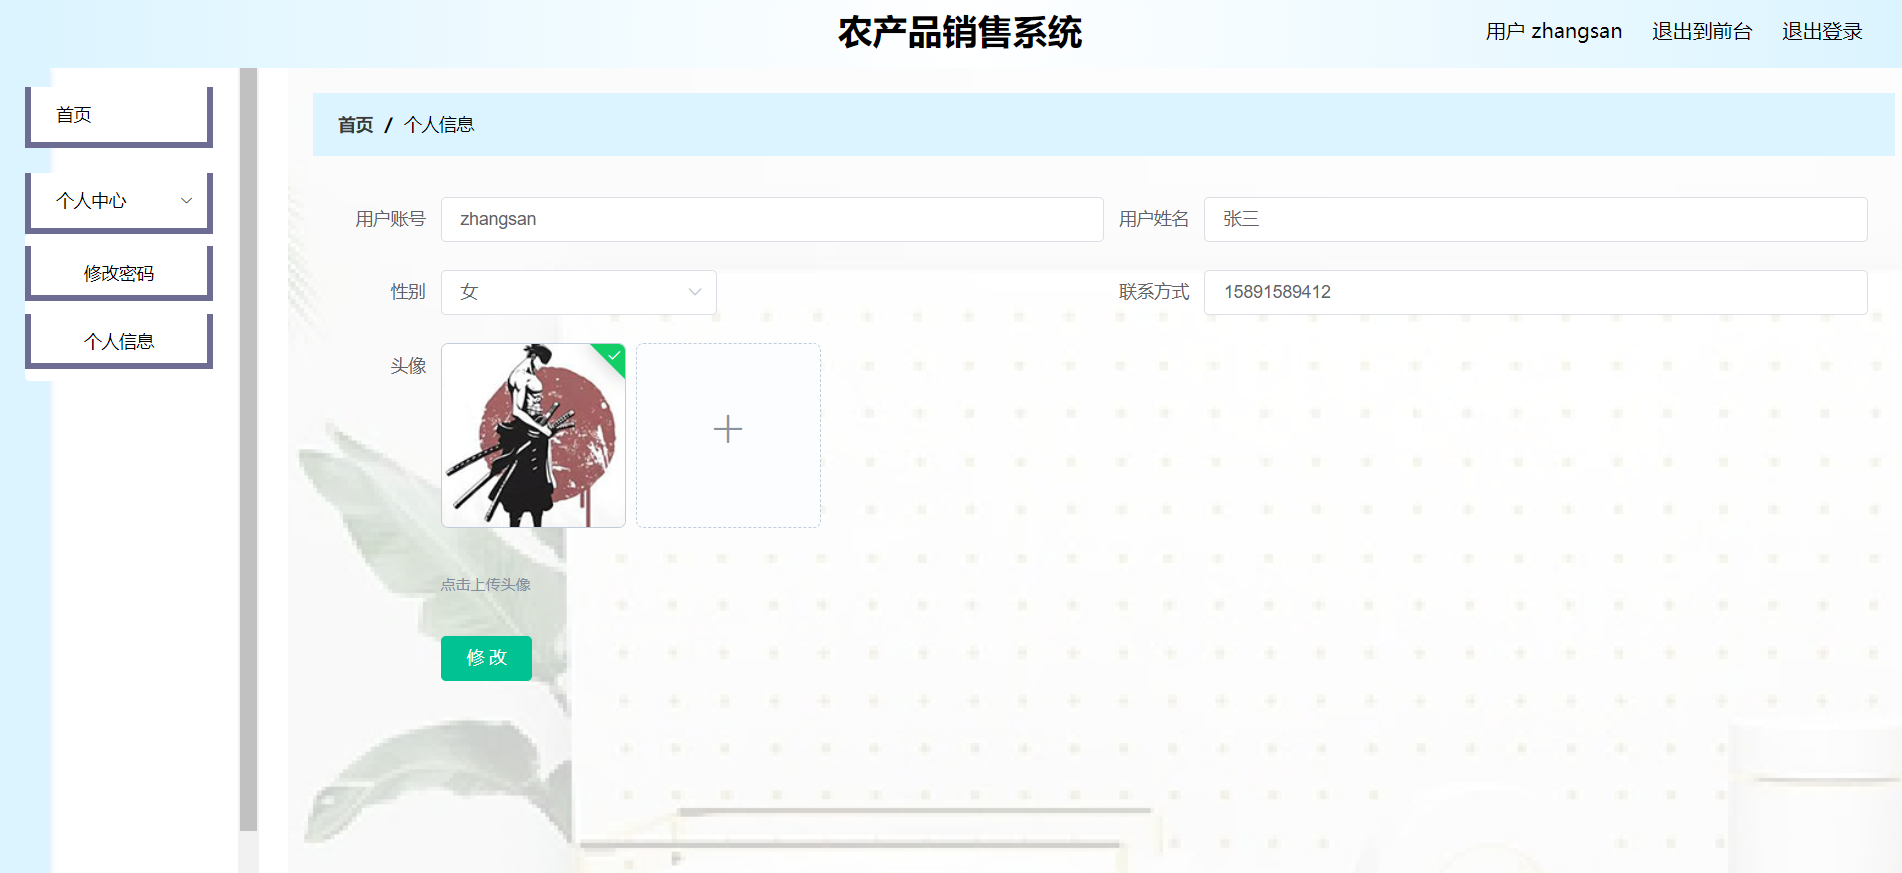 农产品销售系统
用户 zhangsan 退出到前台 退出登录
首页
个人中心
修改密码
个人信息
首页 / 个人信息
用户账号 zhangsan 用户姓名 张三
性别 女 联系方式 15891589412
头像
点击上传头像
修改